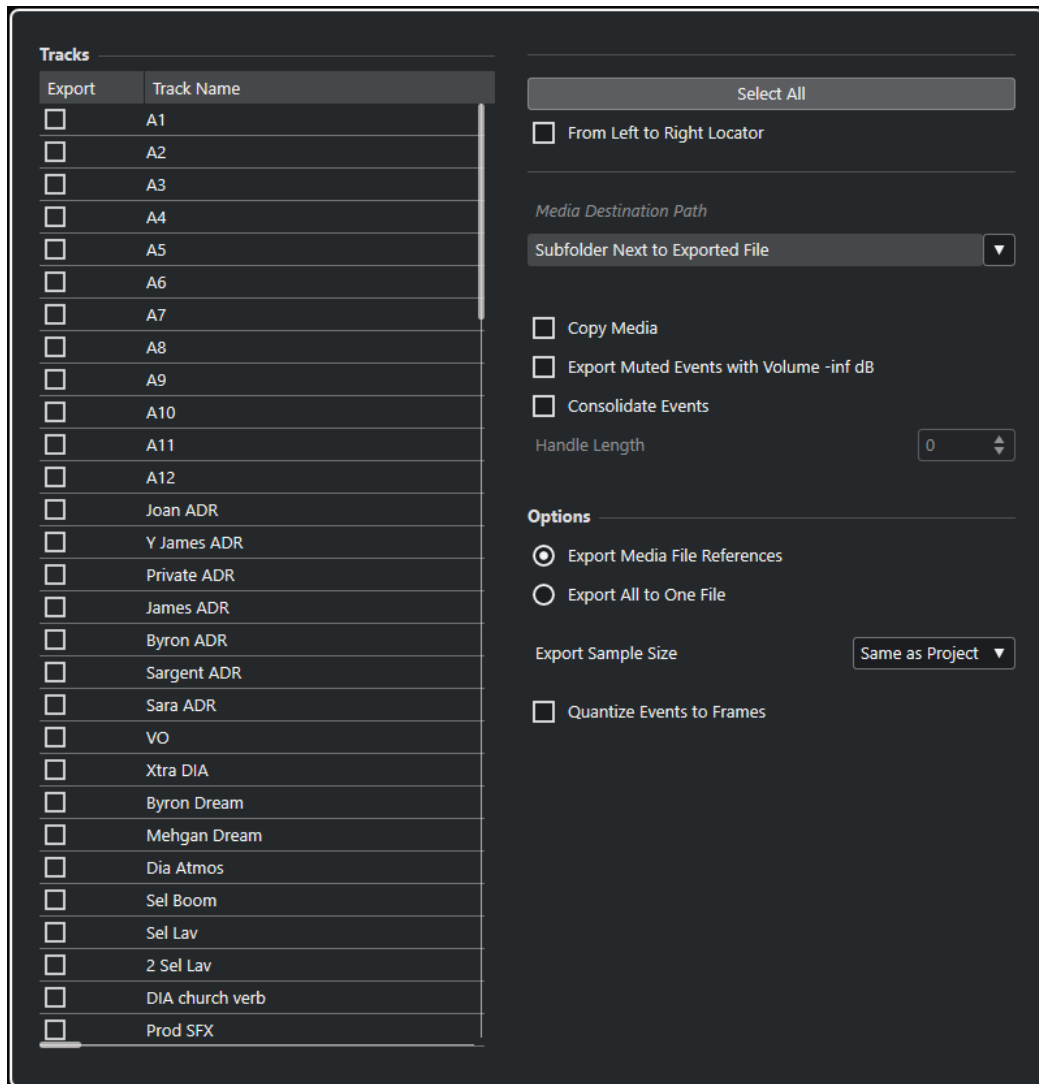 Tracks
Export Track Name
A1
A2
A3
A4
A5
A6
A7
A8
A9
A10
A11
A12
Joan ADR
Y James ADR
Private ADR
James ADR
Byron ADR
Sargent ADR
Sara ADR
VO
Xtra DIA
Byron Dream
Mehgan Dream
Dia Atmos
Sel Boom
Sel Lav
2 Sel Lav
DIA church verb
Prod SFX
Select All
From Left to Right Locator
Media Destination Path
Subfolder Next to Exported File
Copy Media
Export Muted Events with Volume -inf dB
Consolidate Events
Handle Length 0
Options
Export Media File References
Export All to One File
Export Sample Size Same as Project
Quantize Events to Frames